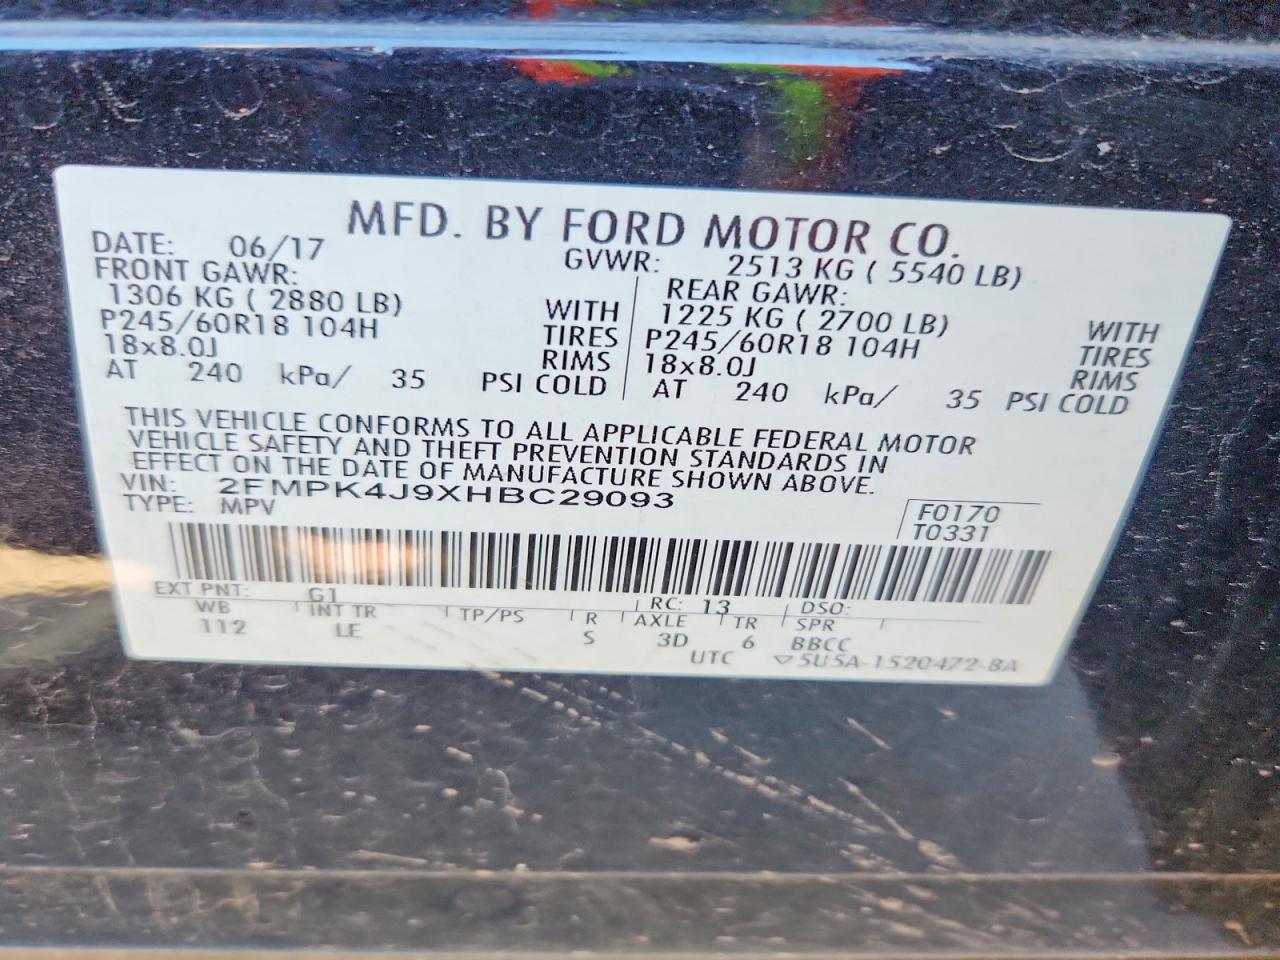 MFD. BY FORD MOTOR CO.
DATE: 06/17 GVWR: 2513 KG ( 5540 LB)
FRONT GAWR: REAR GAWR:
1306 KG ( 2880 LB) WITH 1225 KG ( 2700 LB) WITH
P245/60R18 104H TIRES P245/60R18 104H TIRES
18x8.0J RIMS 18x8.0J RIMS
AT 240 kPa/ 35 PSI COLD AT 240 kPa/ 35 PSI COLD
THIS VEHICLE CONFORMS TO ALL APPLICABLE FEDERAL MOTOR
VEHICLE SAFETY AND THEFT PREVENTION STANDARDS IN
EFFECT ON THE DATE OF MANUFACTURE SHOWN ABOVE.
VIN: 2FMPK4J9XHBC29093
TYPE: MPV
F0170
T0331
EXT PNT: G1 RC: 13 DSO:
WB INT TR TP/PS R AXLE TR SPR
112 LE S 3D 6 BBCC
UTC ▽5U5A-1520472-BA